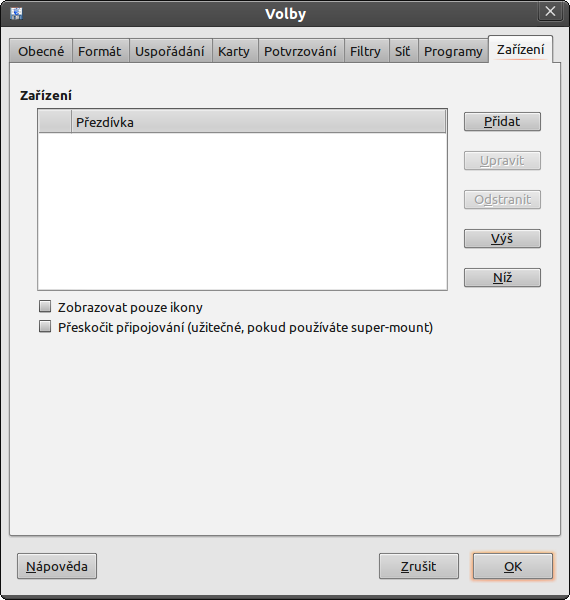 Volby
Obecné Formát Uspořádání Karty Potvrzování Filtry Síť Programy Zařízení
Zařízení
Přezdívka
Přidat
Upravit
Odstranit
Výš
Níž
Zobrazovat pouze ikony
Přeskočit připojování (užitečné, pokud používáte super-mount)
Nápověda Zrušit OK